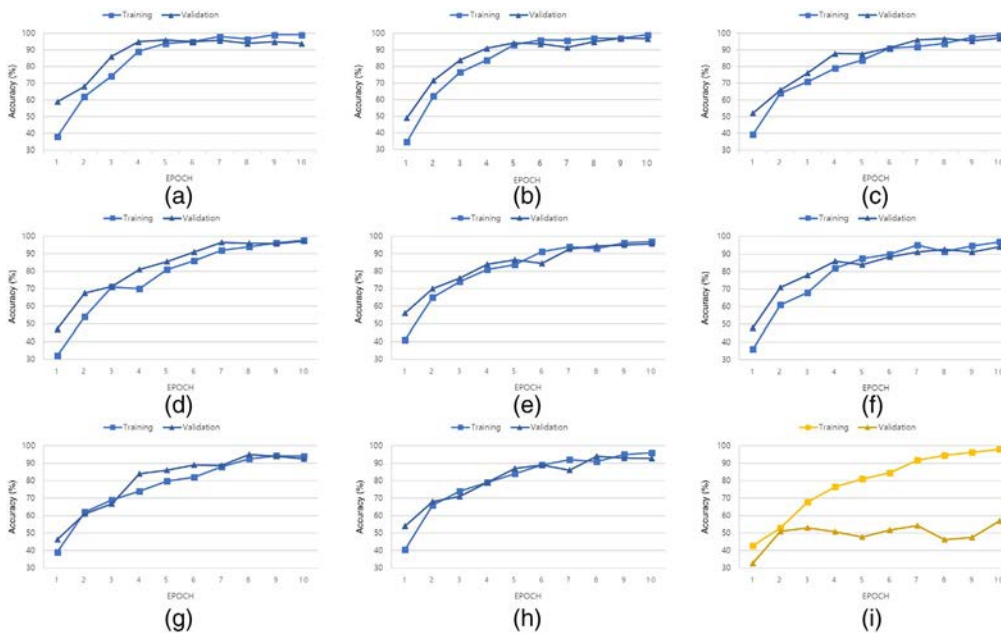 Training Validation Training Validation Training Validation
Accuracy (%) Accuracy (%) Accuracy (%)
100 100 100
90 90 90
80 80 80
70 70 70
60 60 60
50 50 50
40 40 40
30 30 30
1 2 3 4 5 6 7 8 9 10 1 2 3 4 5 6 7 8 9 10 1 2 3 4 5 6 7 8 9 10
EPOCH EPOCH EPOCH
(a) (b) (c)
Training Validation Training Validation Training Validation
Accuracy (%) Accuracy (%) Accuracy (%)
100 100 100
90 90 90
80 80 80
70 70 70
60 60 60
50 50 50
40 40 40
30 30 30
1 2 3 4 5 6 7 8 9 10 1 2 3 4 5 6 7 8 9 10 1 2 3 4 5 6 7 8 9 10
EPOCH EPOCH EPOCH
(d) (e) (f)
Training Validation Training Validation Training Validation
Accuracy (%) Accuracy (%) Accuracy (%)
100 100 100
90 90 90
80 80 80
70 70 70
60 60 60
50 50 50
40 40 40
30 30 30
1 2 3 4 5 6 7 8 9 10 1 2 3 4 5 6 7 8 9 10 1 2 3 4 5 6 7 8 9 10
EPOCH EPOCH EPOCH
(g) (h) (i)